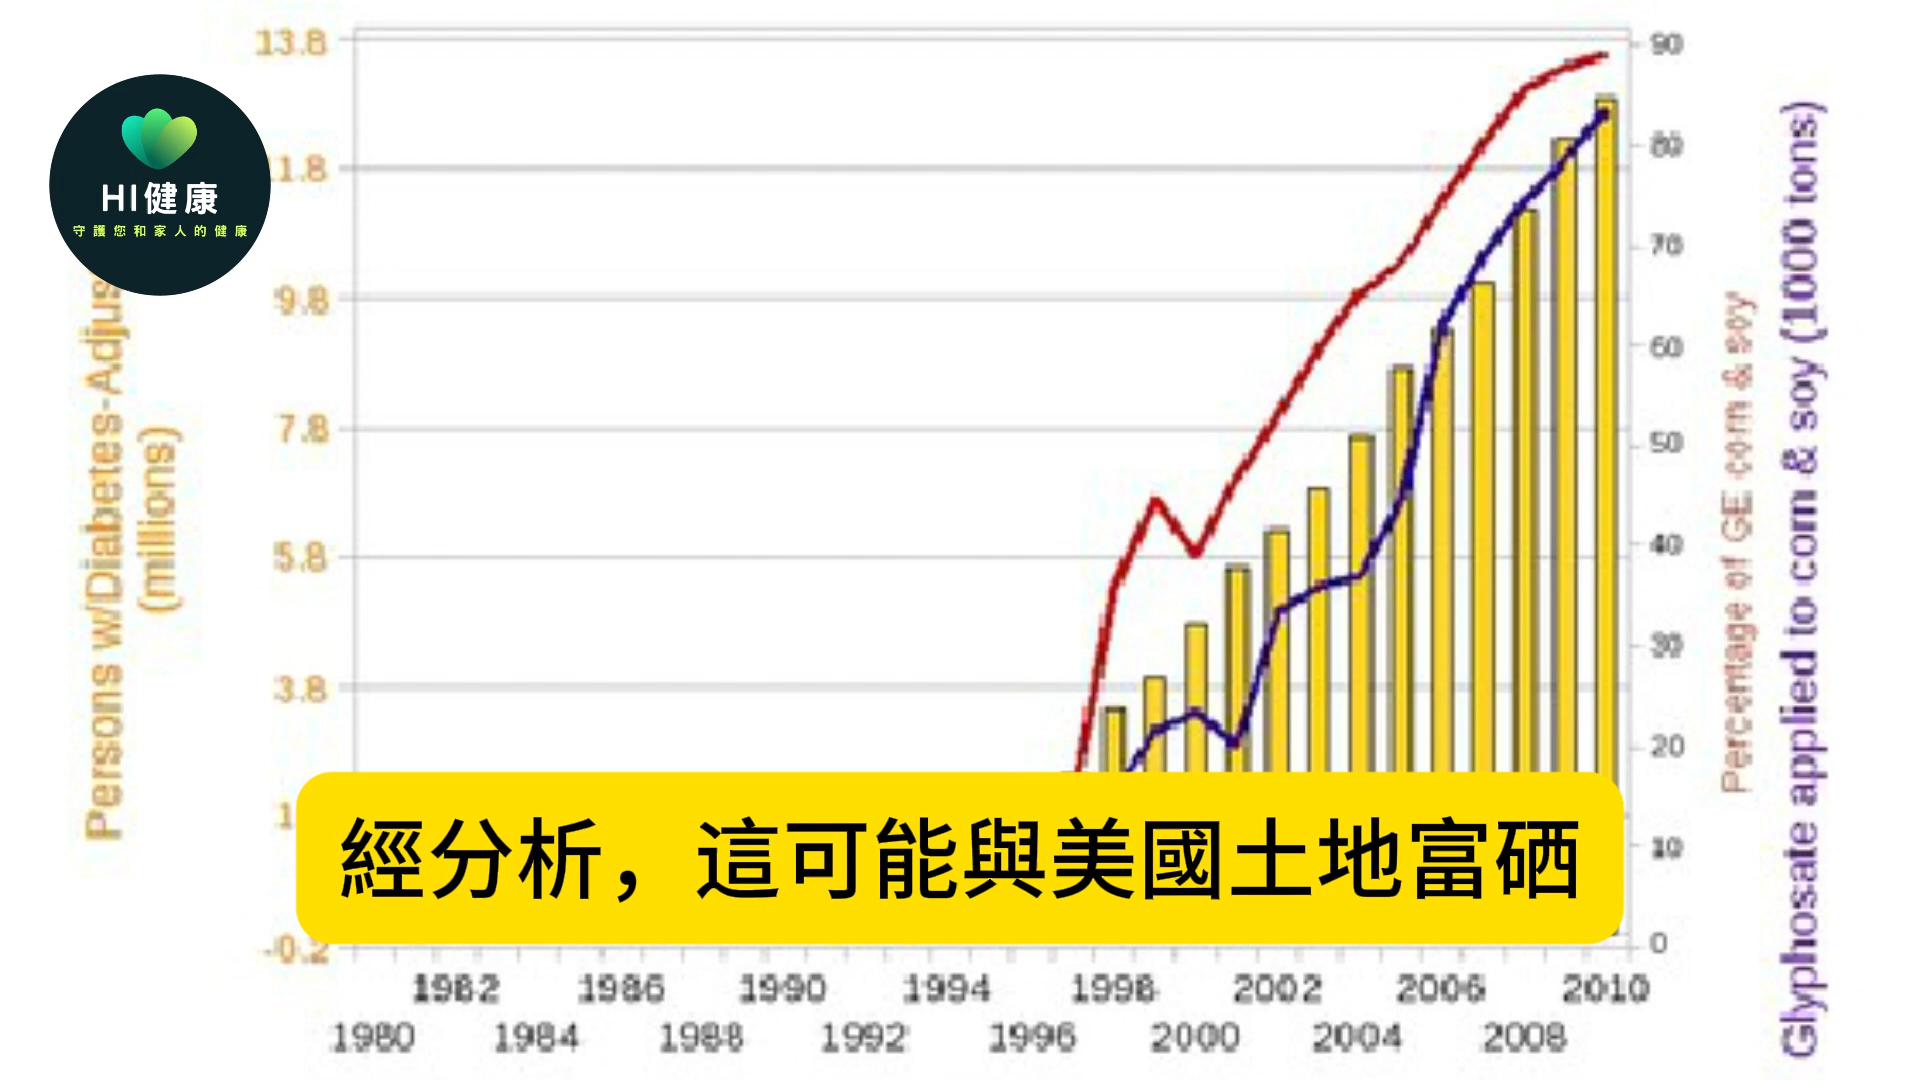 HI健康
守護您和家人的健康
Persons w/Diabetes-Adjus
(millions)
13.8
11.8
9.8
7.8
5.8
3.8
1
-0.2
90
80
70
60
50
40
30
20
10
0
Percentage of GE corn & soy
Glyphosate applied to corn & soy (1000 tons)
經分析，這可能與美國土地富硒
1982 1986 1990 1994 1998 2002 2006 2010
1980 1984 1988 1992 1996 2000 2004 2008